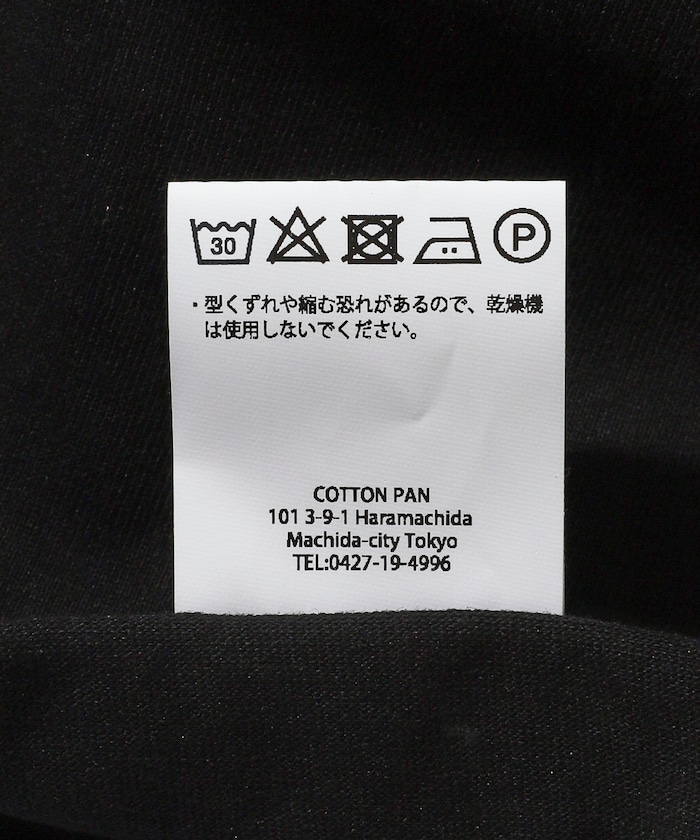 30
P
・型くずれや縮む恐れがあるので、乾燥機
は使用しないでください。
COTTON PAN
101 3-9-1 Haramachida
Machida-city Tokyo
TEL:0427-19-4996